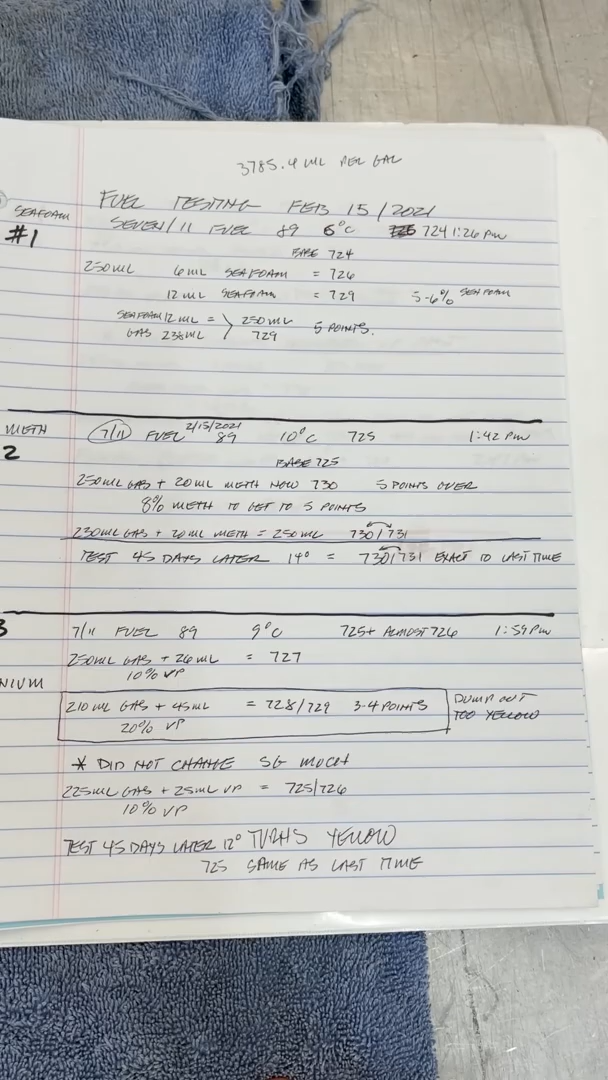 3785.4 ML PER GAL
FUEL TESTING FEB 15/2021
SEAFOAM
#1
SEVEN/11 FUEL 89 6°C 724 1:26 PM
BASE 724
250ML 6ML SEAFOAM = 726
12 ML SEAFOAM = 729 5-6% SEAFOAM
SEAFOAM 12 ML = 250 ML 5 POINTS.
GAS 238ML 729
METH
2
7/11 FUEL 2/15/2021 89 10°C 725 1:42 PM
BASE 725
250ML GAS + 20ML METH NOW 730 5 POINTS OVER
8% METH TO GET TO 5 POINTS
230ML GAS + 20ML METH = 250ML 730/731
TEST 45 DAYS LATER 14° = 730/731 EXACT TO LAST TIME
3
7/11 FUEL 89 9°C 725+ ALMOST 726 1:59 PM
250ML GAS + 26ML = 727
10% VP
NIUM
210ML GAS + 45ML = 728/729 3-4 POINTS DUMP OUT
20% VP TOO YELLOW
* DID NOT CHANGE SG MUCH
225ML GAS + 25ML VP = 725/726
10% VP
TEST 45 DAYS LATER 12° TURNS YELLOW
725 SAME AS LAST TIME